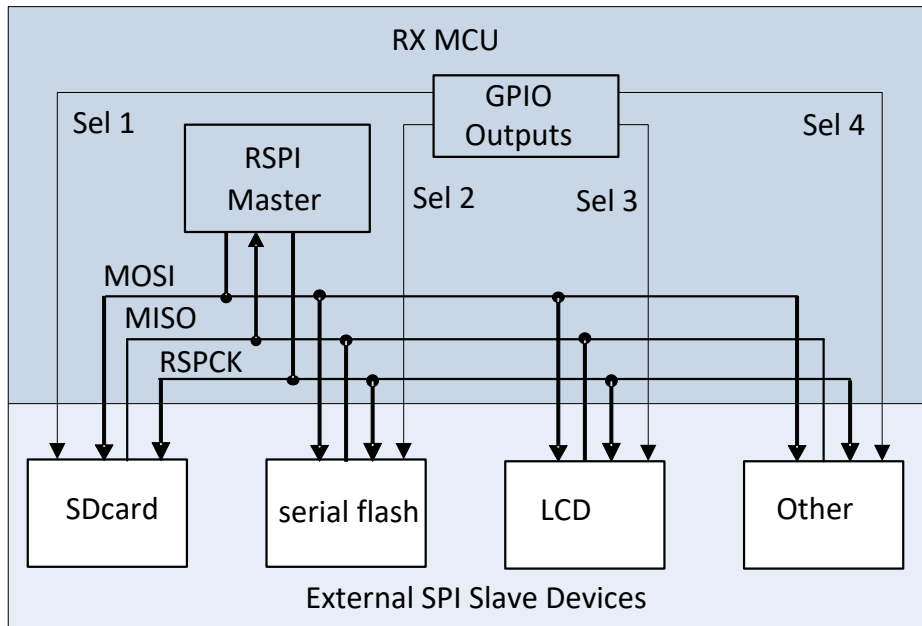 RX MCU
GPIO
Outputs
Sel 1
Sel 4
RSPI
Master
Sel 2
Sel 3
MOSI
MISO
RSPCK
SDcard
serial flash
LCD
Other
External SPI Slave Devices